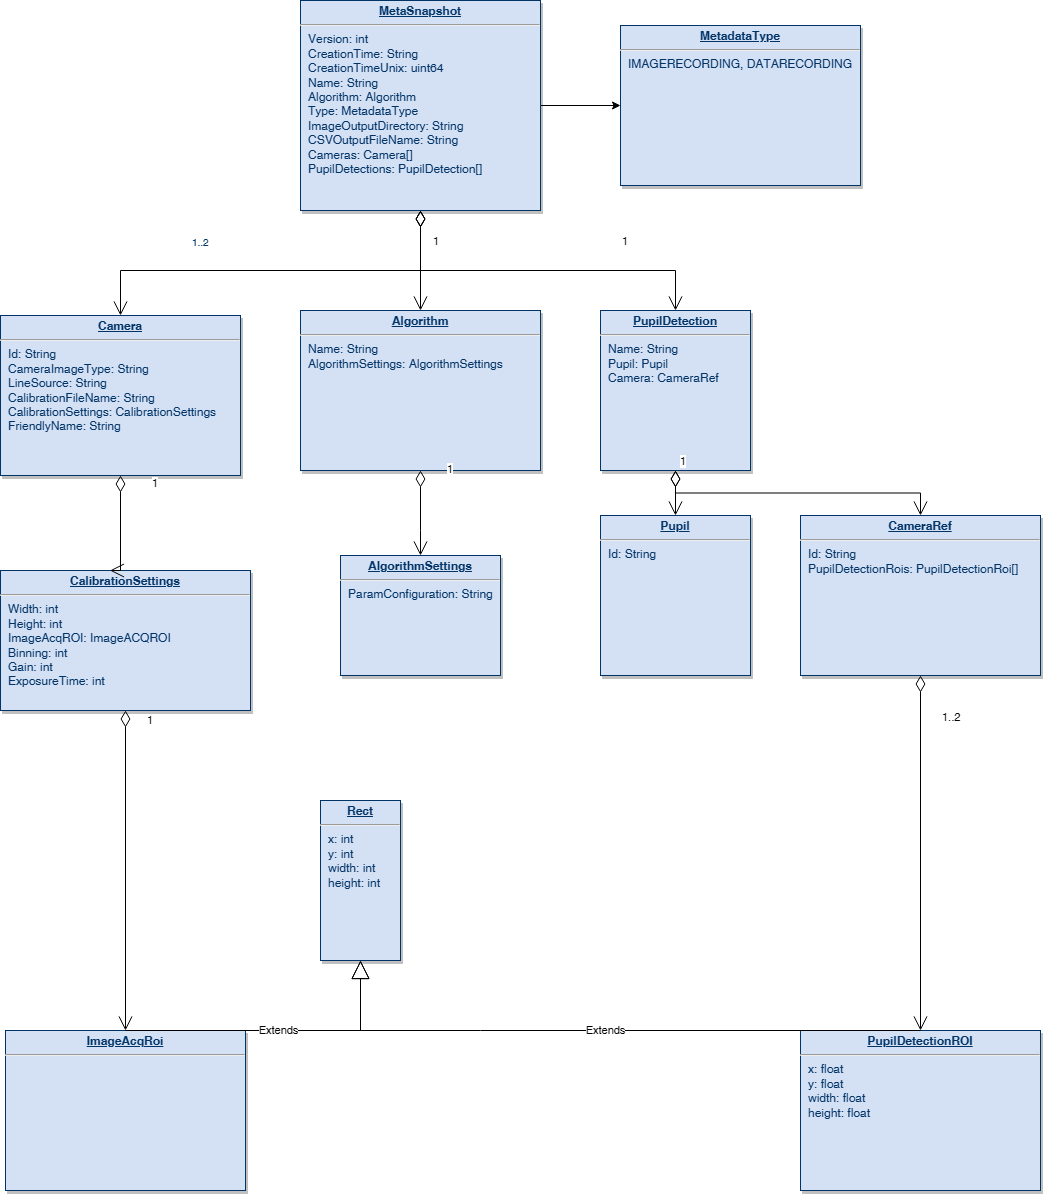 MetaSnapshot
Version: int
CreationTime: String
CreationTimeUnix: uint64
Name: String
Algorithm: Algorithm
Type: MetadataType
ImageOutputDirectory: String
CSVOutputFileName: String
Cameras: Camera[]
PupilDetections: PupilDetection[]
MetadataType
IMAGERECORDING, DATARECORDING
1..2
1
1
Camera
Id: String
CameraImageType: String
LineSource: String
CalibrationFileName: String
CalibrationSettings: CalibrationSettings
FriendlyName: String
Algorithm
Name: String
AlgorithmSettings: AlgorithmSettings
PupilDetection
Name: String
Pupil: Pupil
Camera: CameraRef
1
1
1
CalibrationSettings
Width: int
Height: int
ImageAcqROI: ImageACQROI
Binning: int
Gain: int
ExposureTime: int
AlgorithmSettings
ParamConfiguration: String
Pupil
Id: String
CameraRef
Id: String
PupilDetectionRois: PupilDetectionRoi[]
1
1..2
Rect
x: int
y: int
width: int
height: int
Extends
Extends
ImageAcqRoi
PupilDetectionROI
x: float
y: float
width: float
height: float